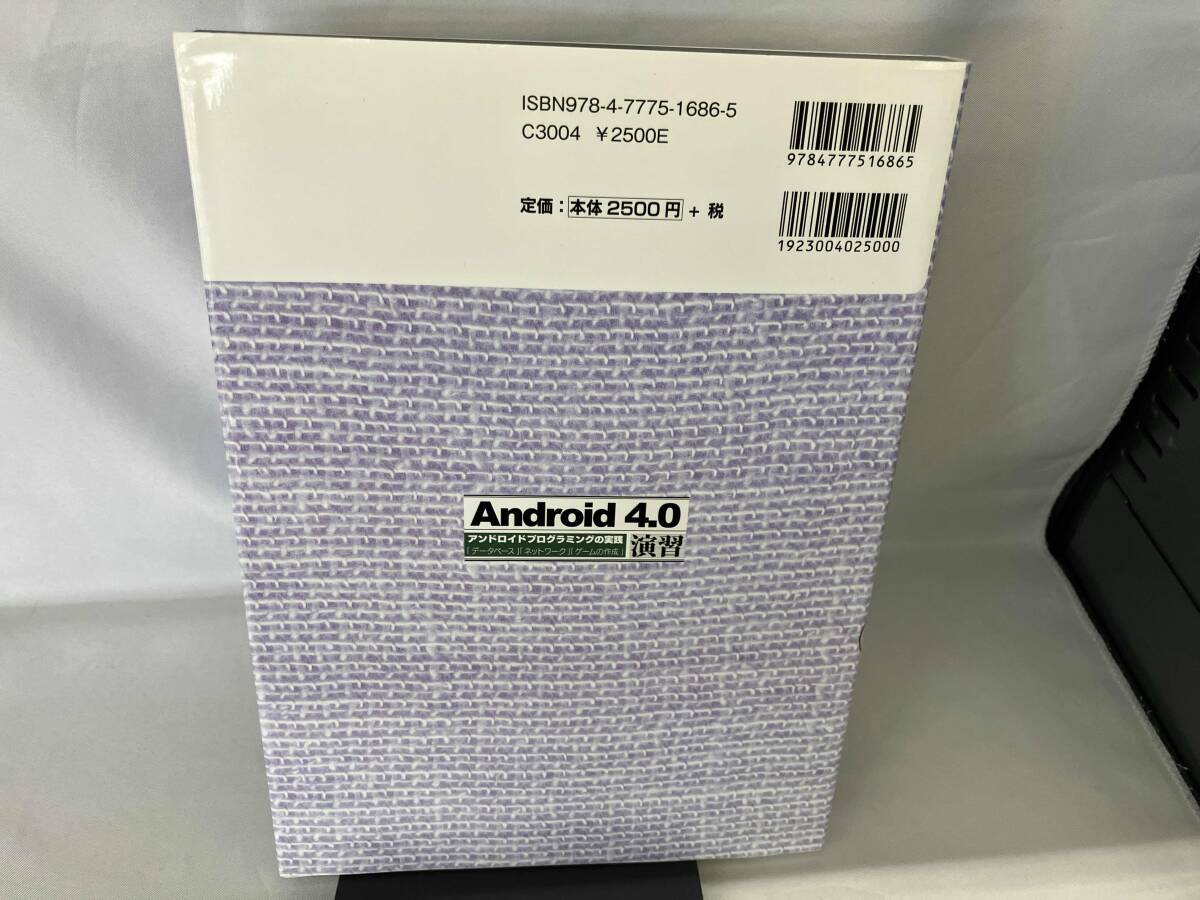 ISBN978-4-7775-1686-5
C3004 ¥2500E
9784777516865
定価：本体2500円＋税
1923004025000
Android 4.0
アンドロイドプログラミングの実践
「データベース」「ネットワーク」「ゲームの作成」
演習